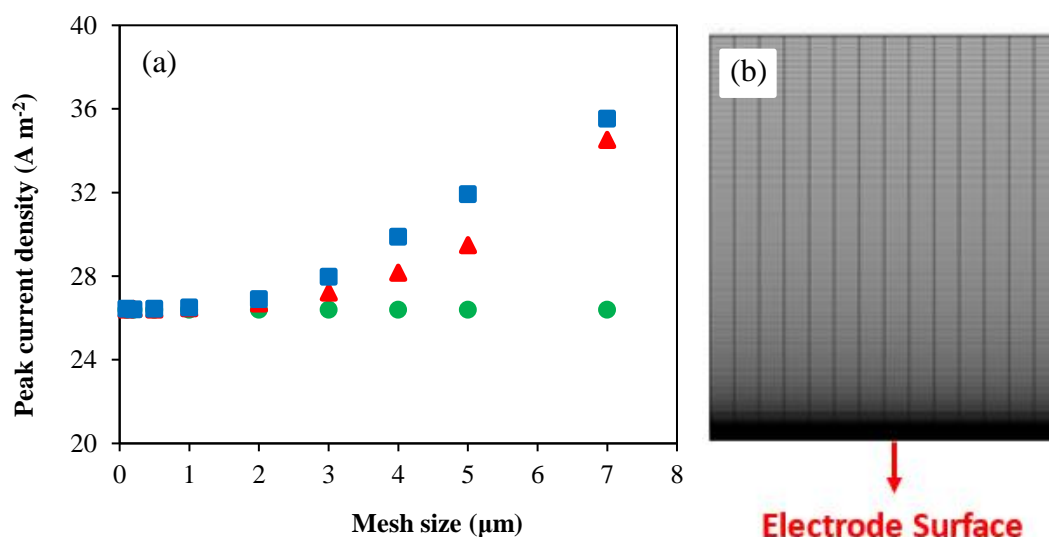 (a)
40
36
32
28
24
20
0 1 2 3 4 5 6 7 8
Peak current density (A m-2)
Mesh size (μm)
(b)
Electrode Surface